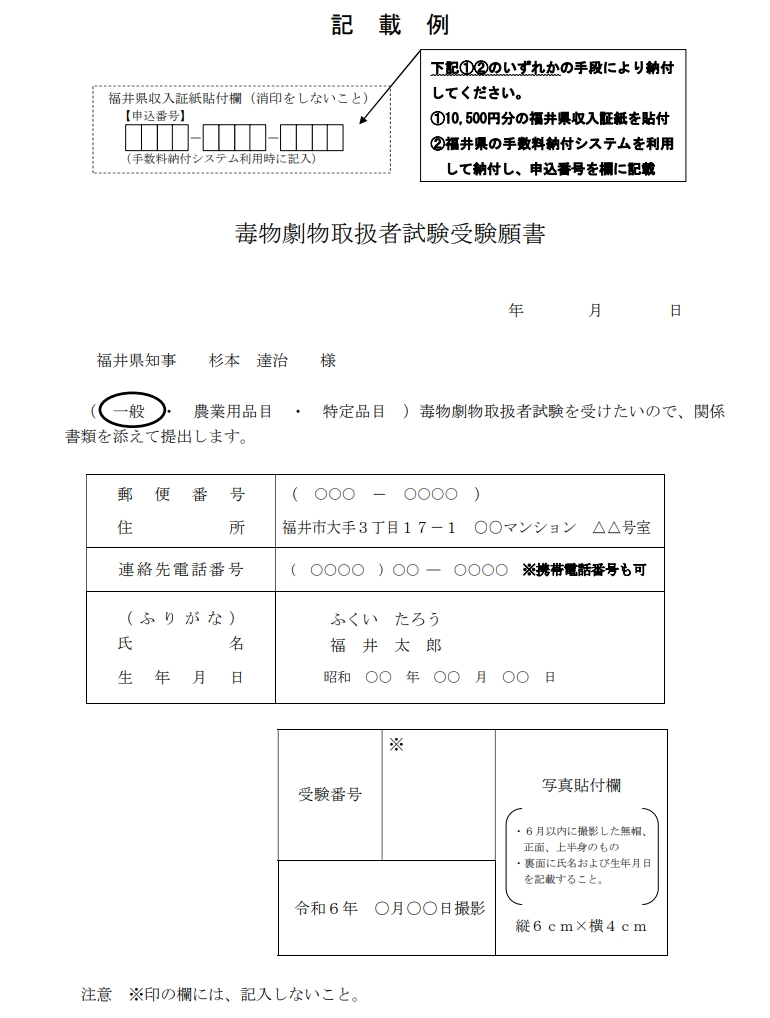 記　載　例
下記①②のいずれかの手段により納付
してください。
①10,500円分の福井県収入証紙を貼付
②福井県の手数料納付システムを利用
して納付し、申込番号を欄に記載
福井県収入証紙貼付欄（消印をしないこと）
【申込番号】
－　－
（手数料納付システム利用時に記入）
毒物劇物取扱者試験受験願書
年　　　月　　　日
福井県知事　　杉本　達治　　様
（　一般　・　農業用品目　・　特定品目　）毒物劇物取扱者試験を受けたいので、関係
書類を添えて提出します。
郵　便　番　号　（　○○○　－　○○○○　）
住　　　所　福井市大手３丁目１７－１　○○マンション　△△号室
連絡先電話番号　（　○○○○　）○○ ―　○○○○　※携帯電話番号も可
（ふりがな）　ふくい　たろう
氏　　　名　福　井　太　郎
生　年　月　日　昭和　○○　年　○○　月　○○　日
※
受験番号
写真貼付欄
・６月以内に撮影した無帽、
正面、上半身のもの
・裏面に氏名および生年月日
を記載すること。
令和６年　○月○○日撮影
縦６ｃｍ×横４ｃｍ
注意　※印の欄には、記入しないこと。